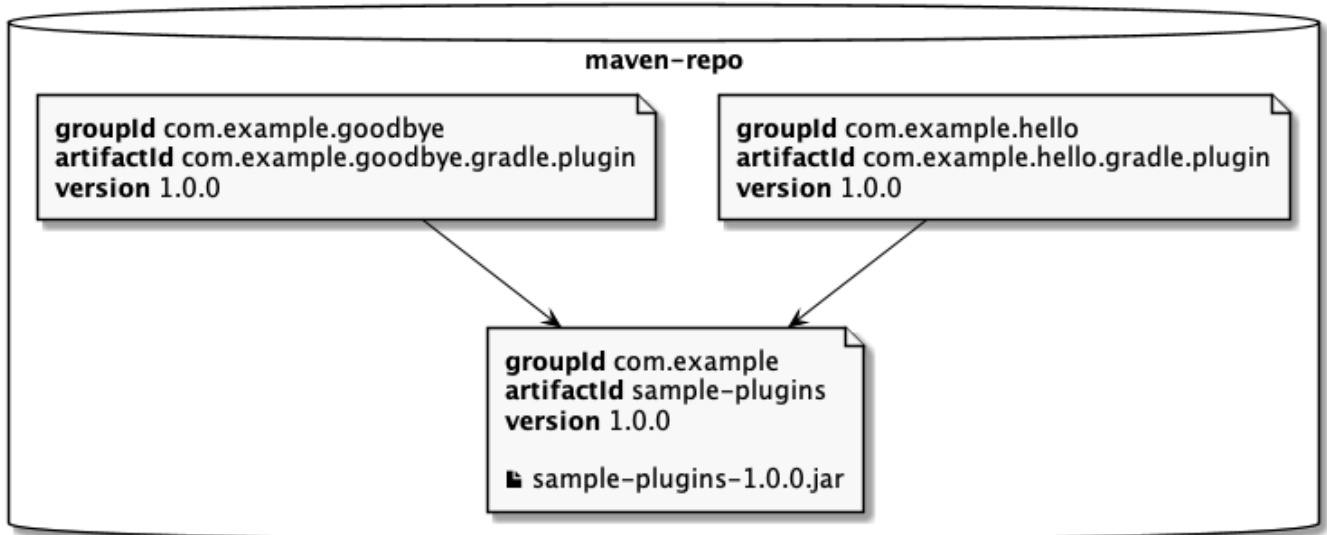 maven-repo
groupId com.example.goodbye
artifactId com.example.goodbye.gradle.plugin
version 1.0.0
groupId com.example.hello
artifactId com.example.hello.gradle.plugin
version 1.0.0
groupId com.example
artifactId sample-plugins
version 1.0.0
sample-plugins-1.0.0.jar